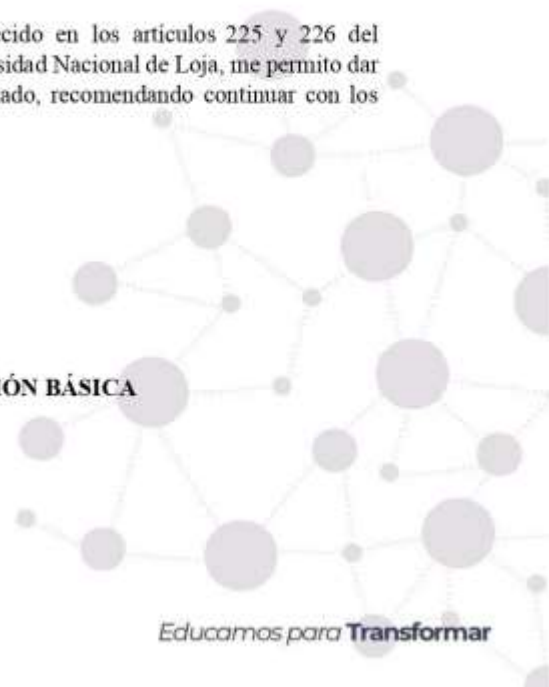 cido en los artículos 225 y 226 del
sidad Nacional de Loja, me permito dar
ado, recomendando continuar con los
IÓN BÁSICA
Educamos para Transformar